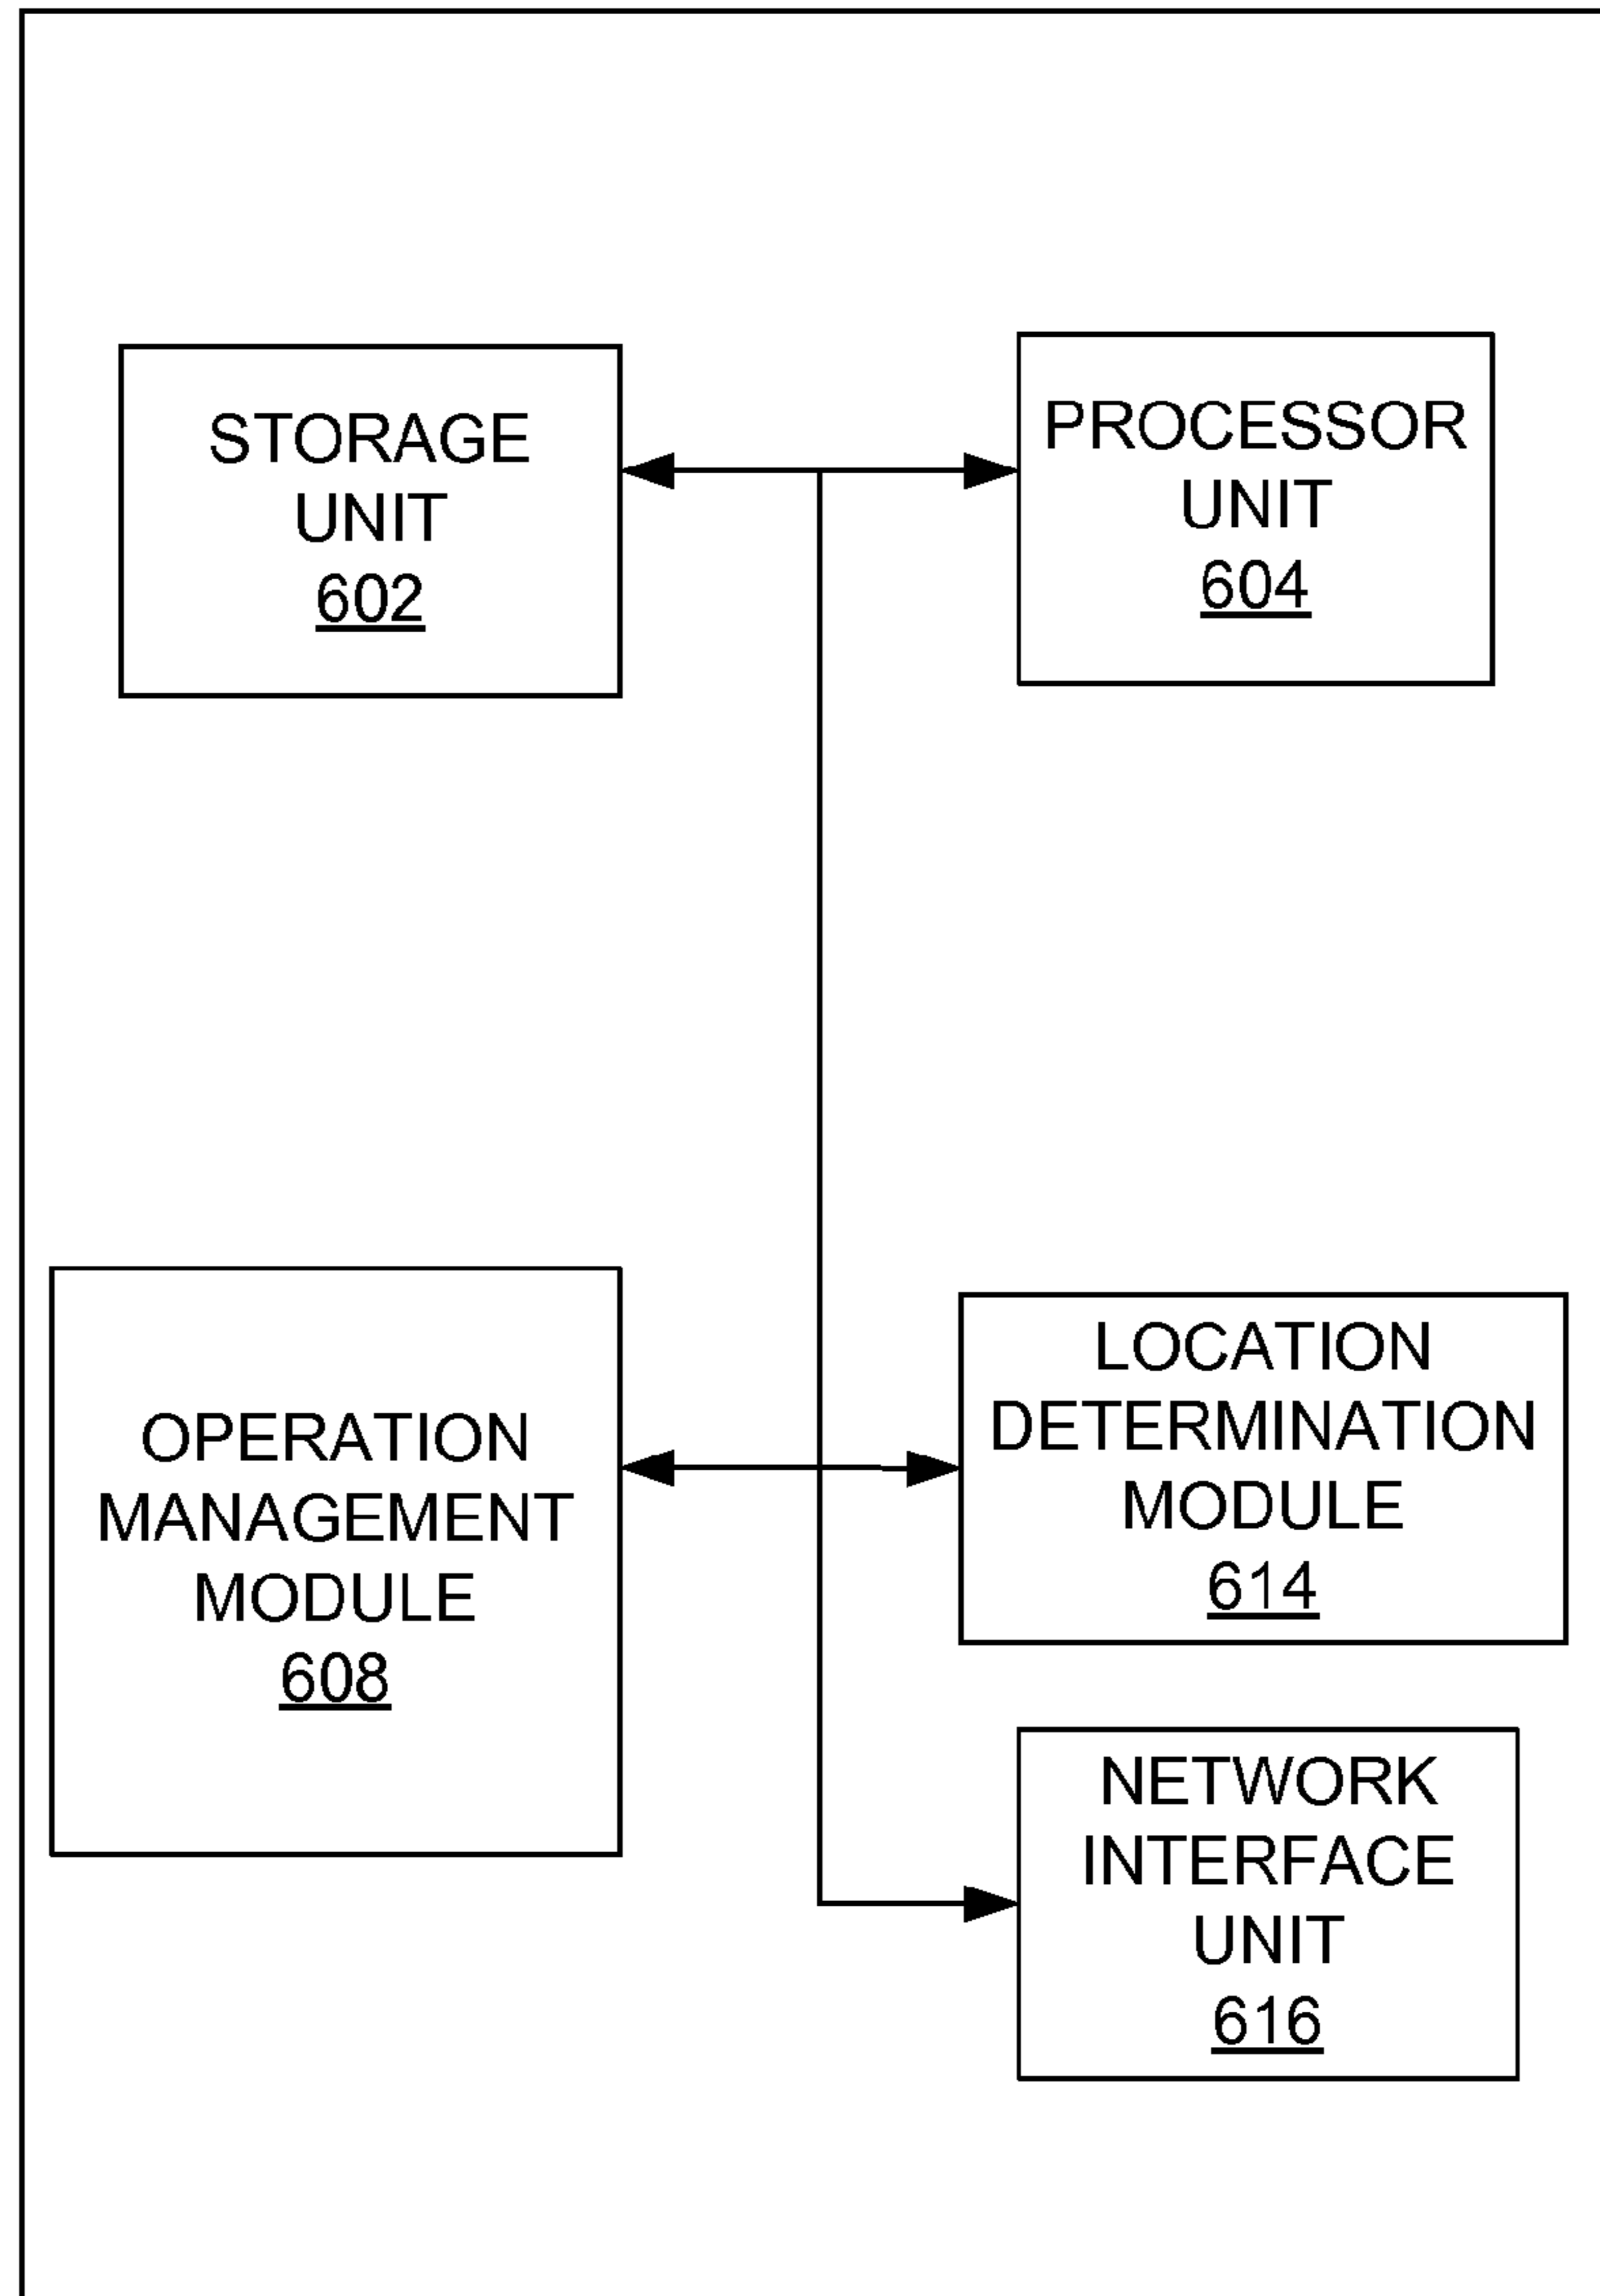 STORAGE
UNIT
602
PROCESSOR
UNIT
604
OPERATION
MANAGEMENT
MODULE
608
LOCATION
DETERMINATION
MODULE
614
NETWORK
INTERFACE
UNIT
616